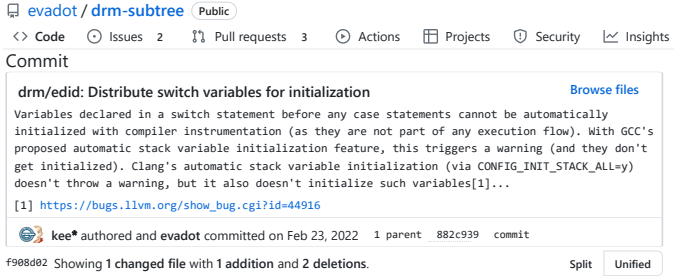 evadot / drm-subtree Public
Code Issues 2 Pull requests 3 Actions Projects Security Insights
Commit
drm/edid: Distribute switch variables for initialization Browse files
Variables declared in a switch statement before any case statements cannot be automatically
initialized with compiler instrumentation (as they are not part of any execution flow). With GCC's
proposed automatic stack variable initialization feature, this triggers a warning (and they don't
get initialized). Clang's automatic stack variable initialization (via CONFIG_INIT_STACK_ALL=y)
doesn't throw a warning, but it also doesn't initialize such variables[1]...
[1] https://bugs.llvm.org/show_bug.cgi?id=44916
kee* authored and evadot committed on Feb 23, 2022 1 parent 882c939 commit
f908d02 Showing 1 changed file with 1 addition and 2 deletions. Split Unified